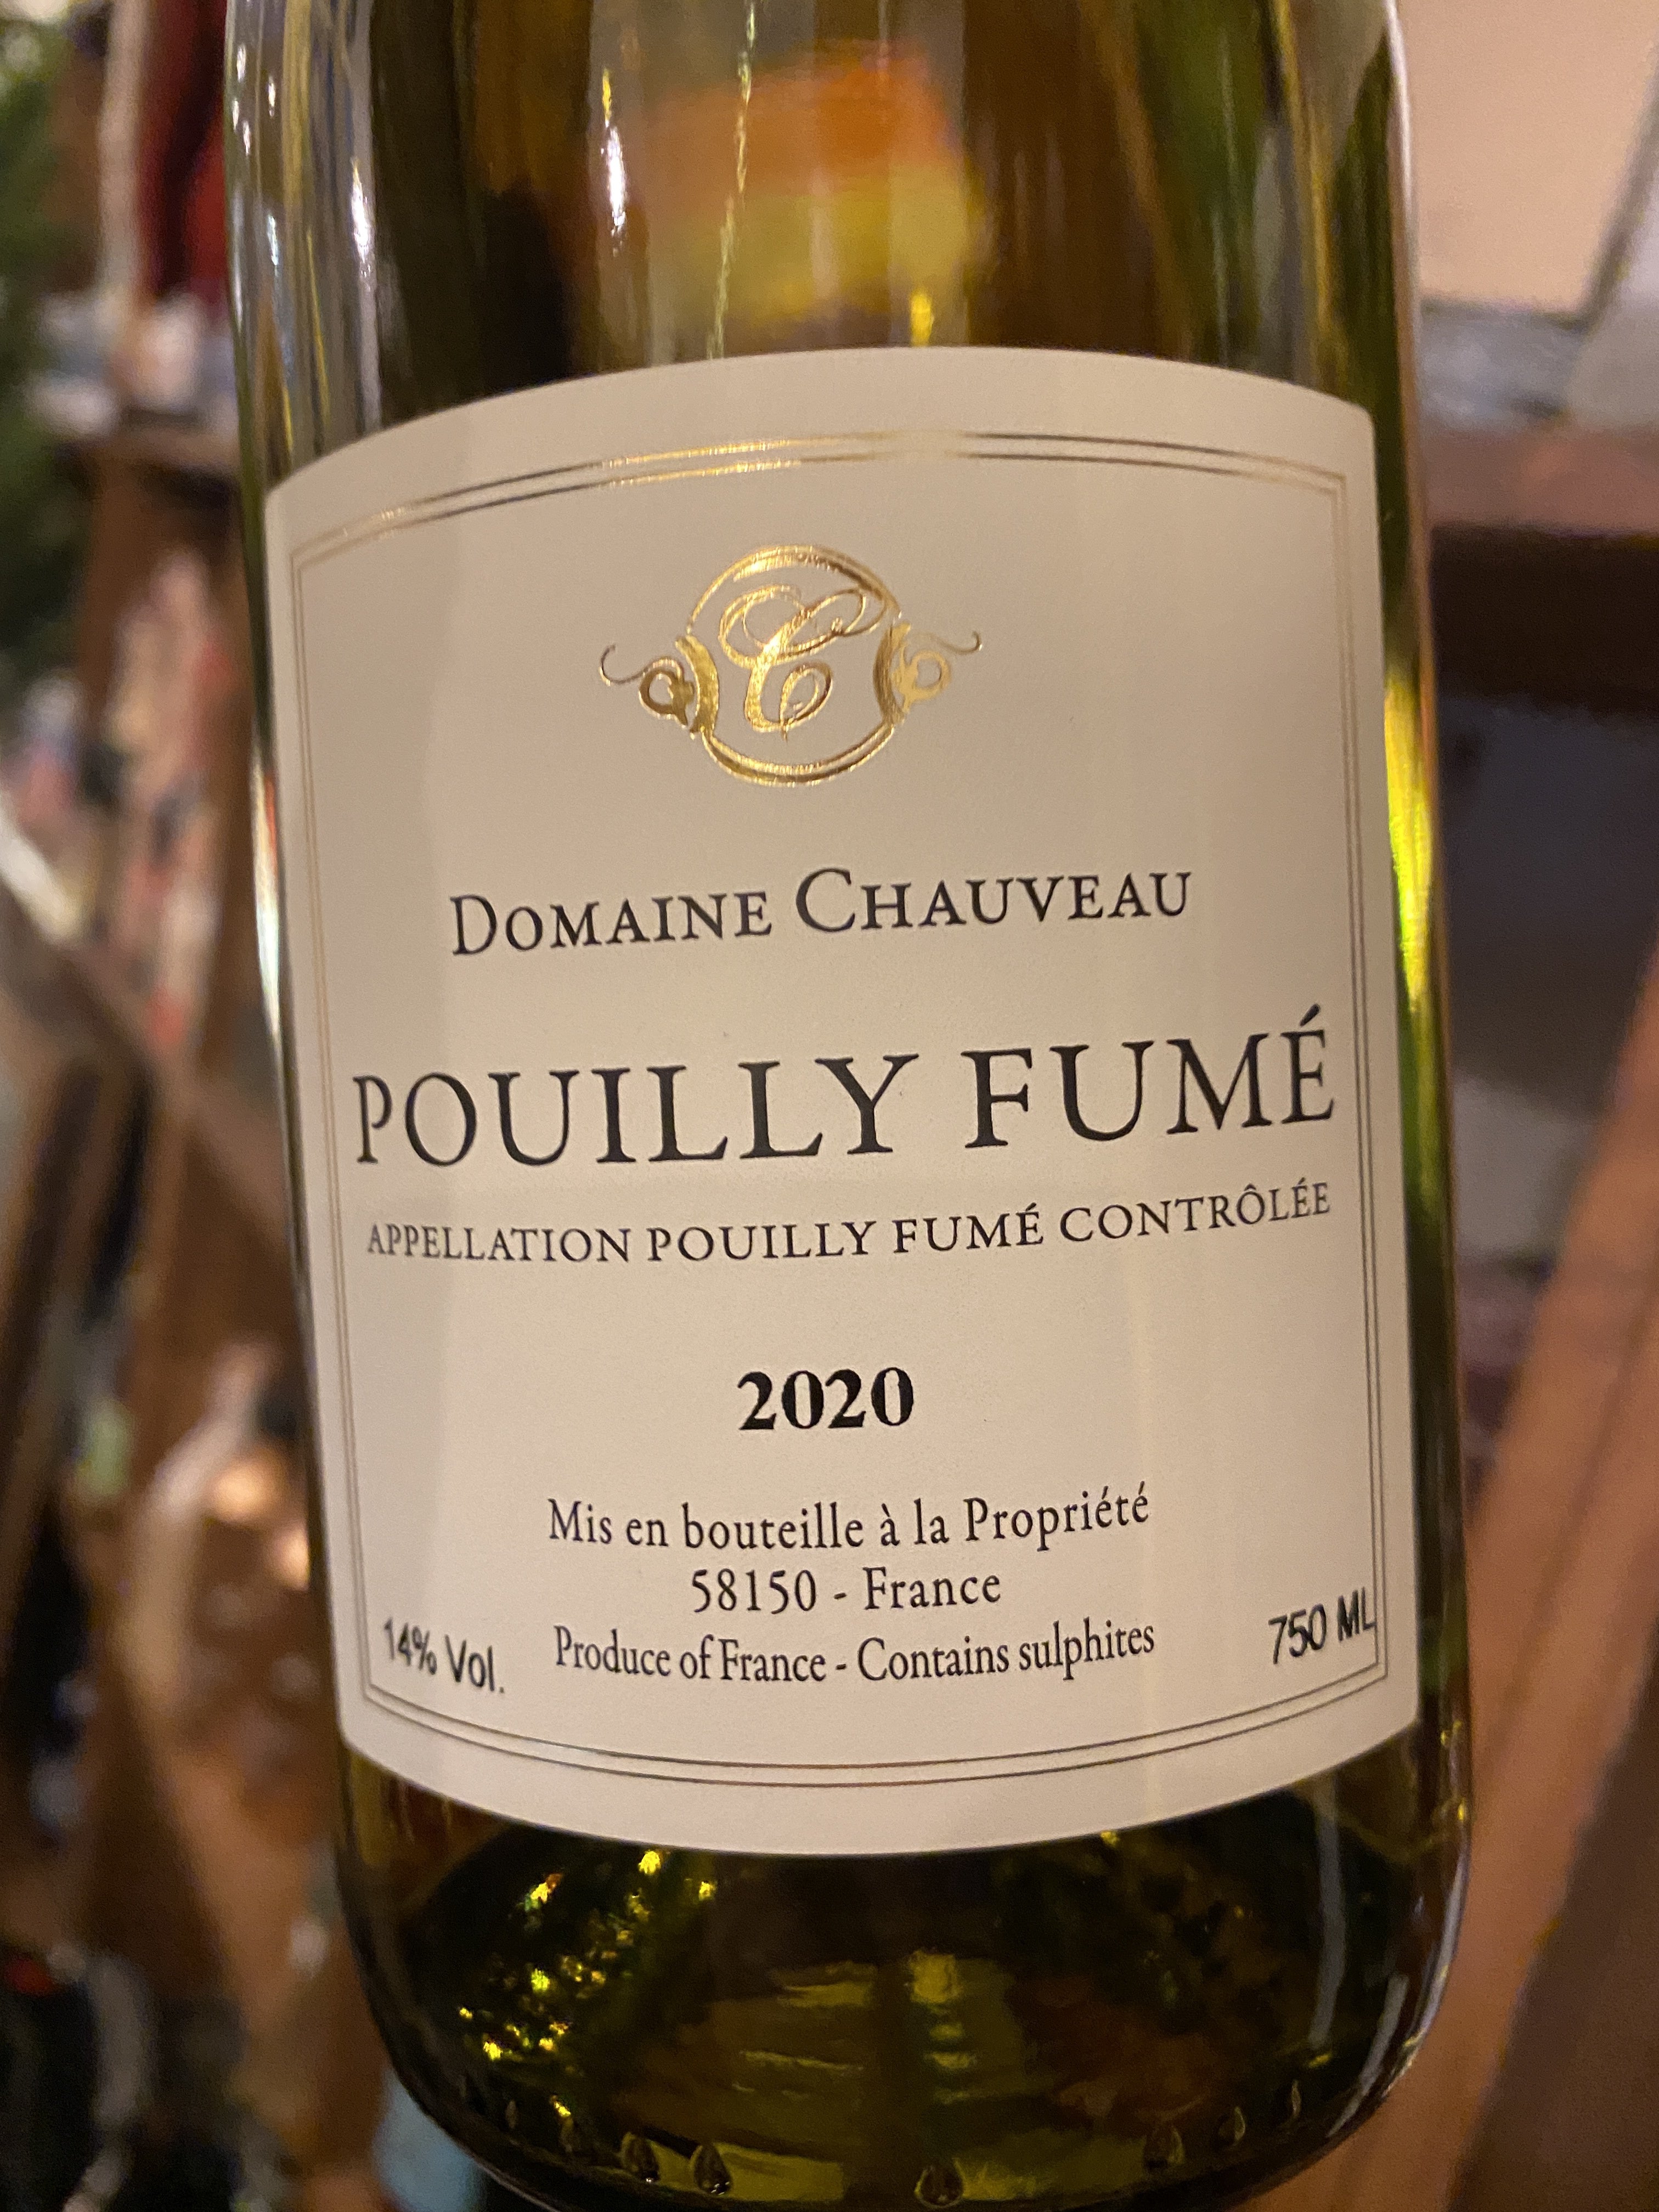 C
DOMAINE CHAUVEAU
POUILLY FUMÉ
APPELLATION POUILLY FUMÉ CONTRÔLÉE
2020
Mis en bouteille à la Propriété
58150 - France
14% Vol. Produce of France - Contains sulphites 750 ML